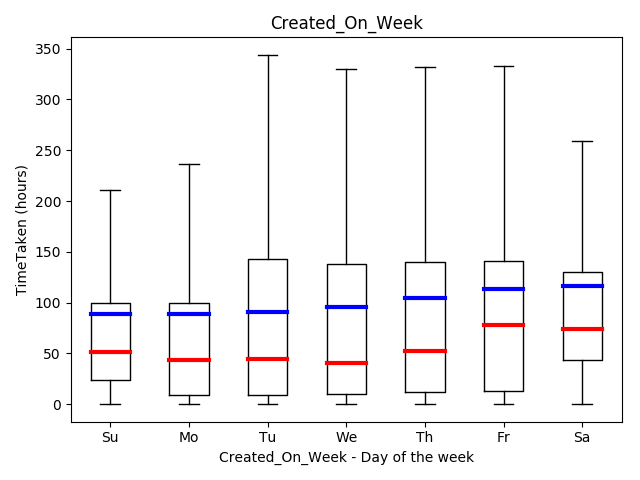 Created_On_Week
TimeTaken (hours)
350
300
250
200
150
100
50
0
Su Mo Tu We Th Fr Sa
Created_On_Week - Day of the week